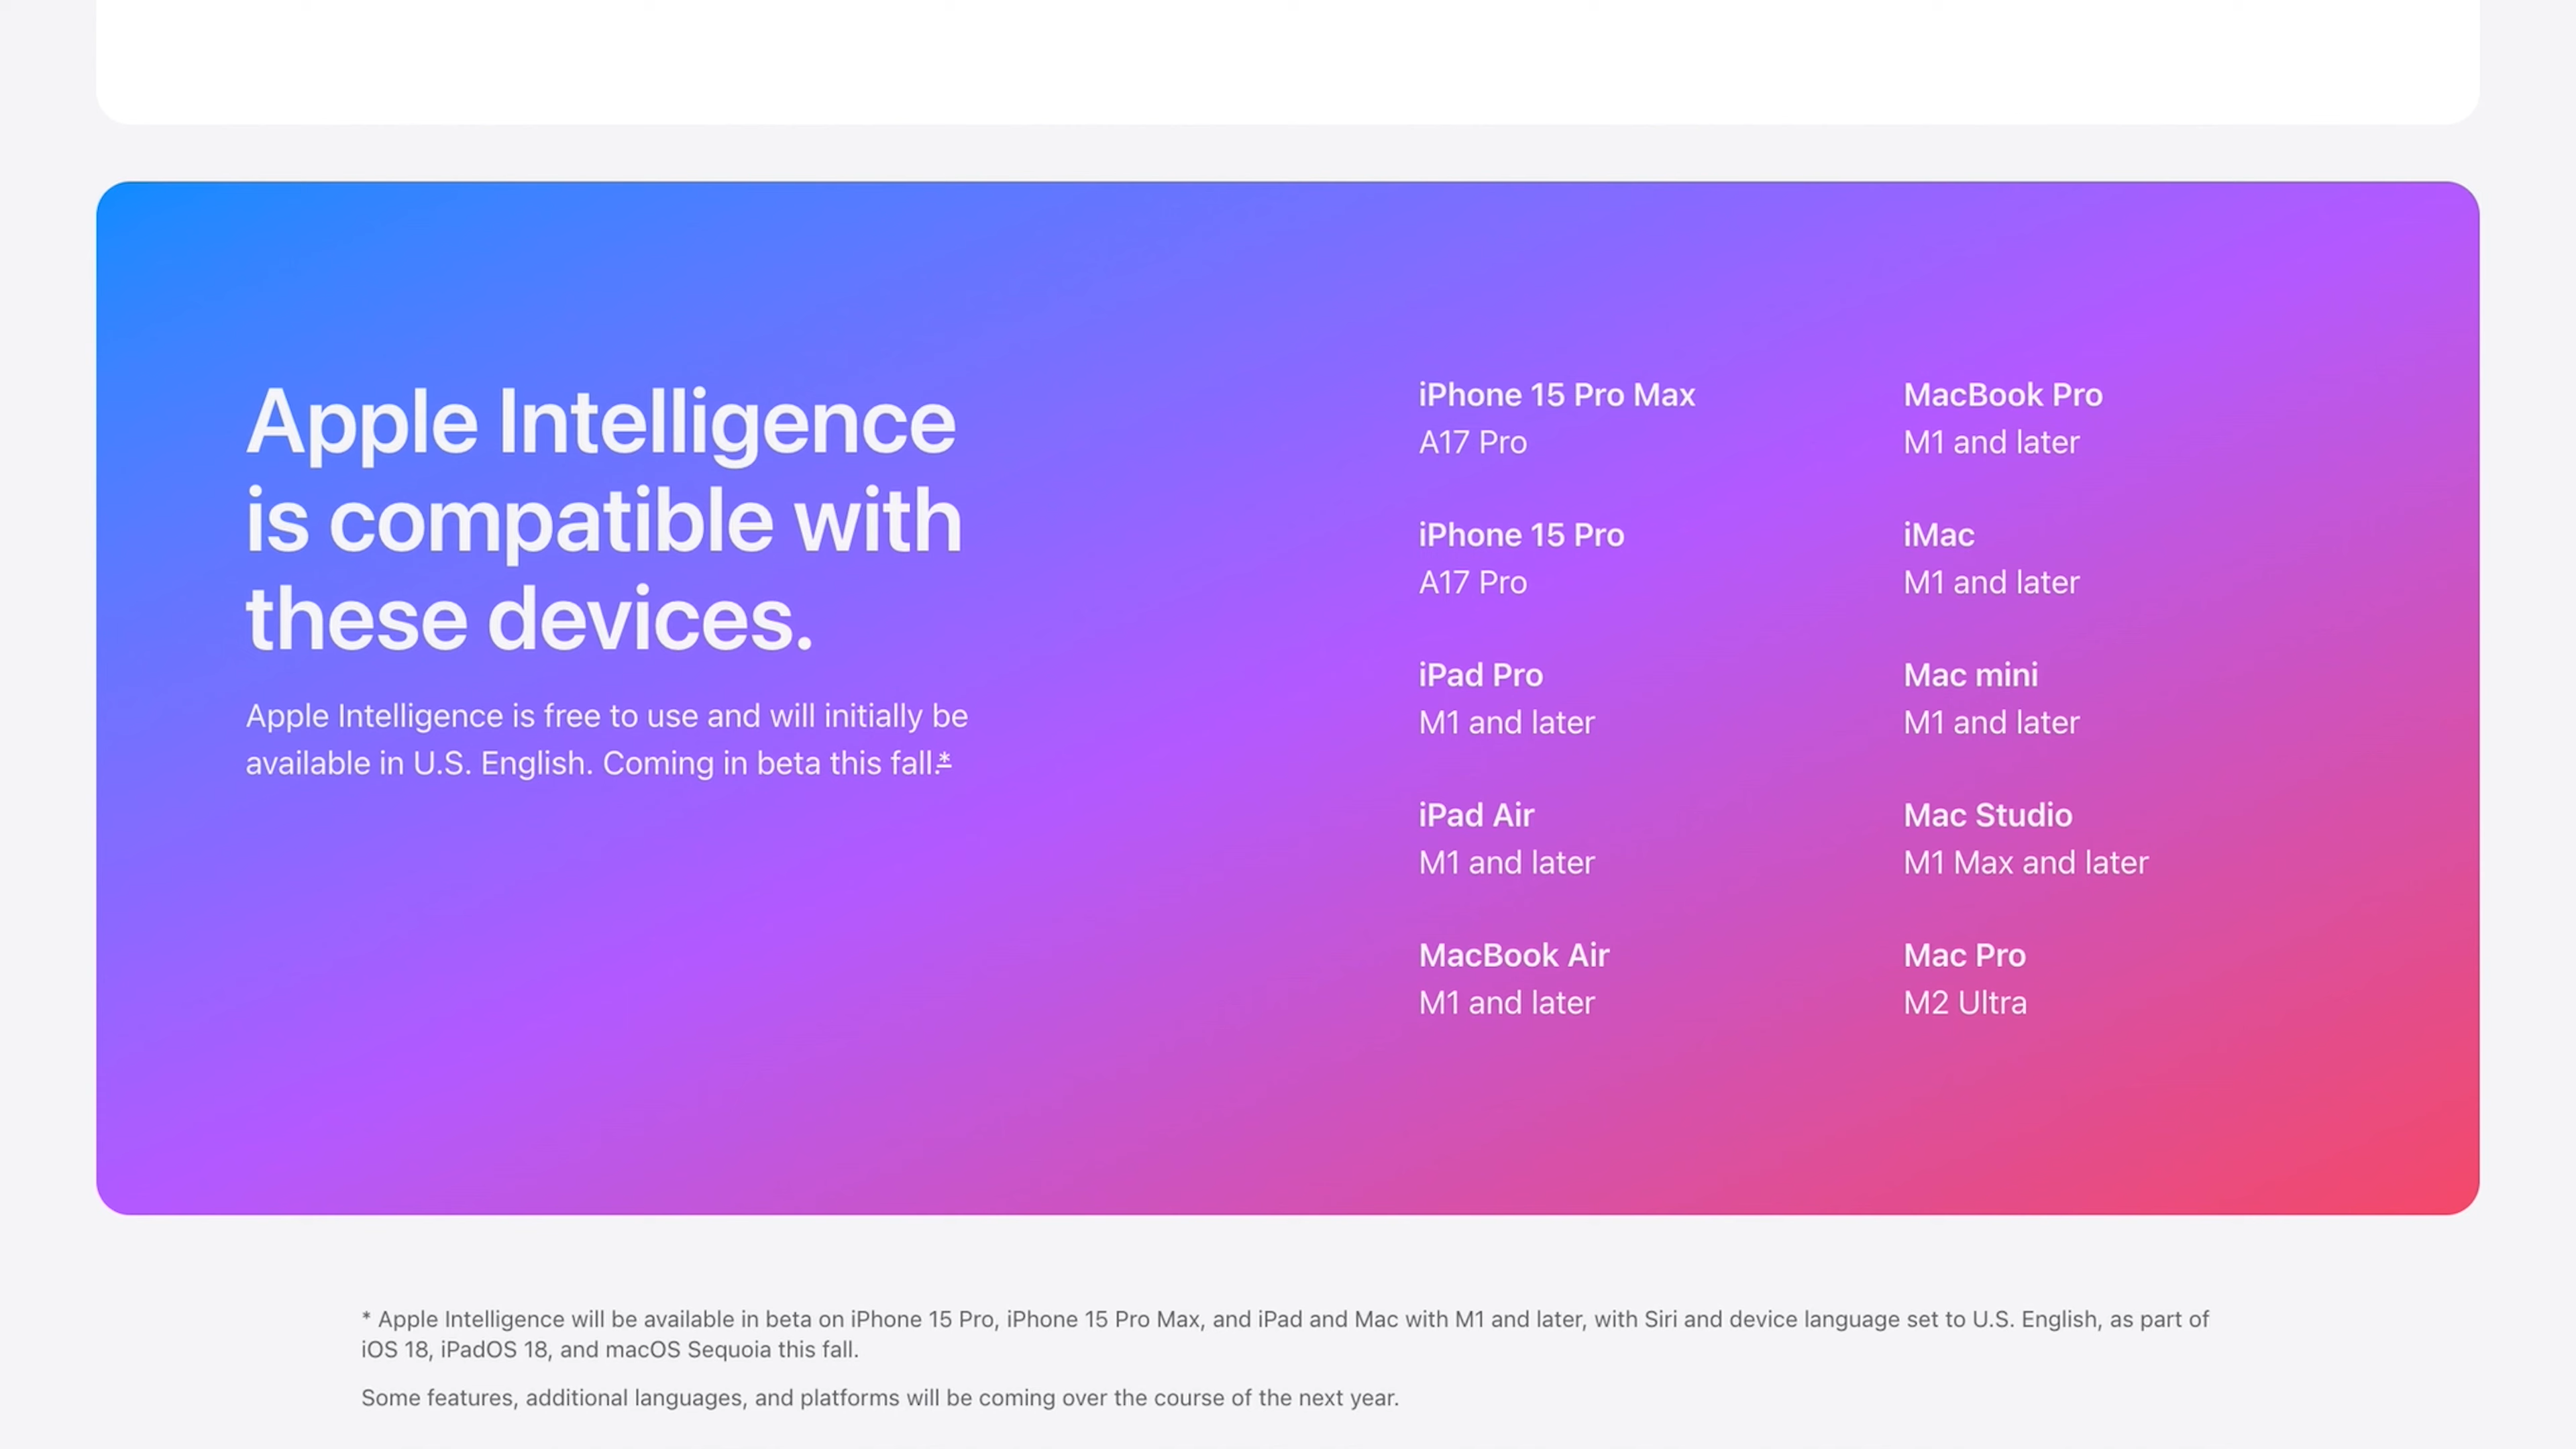 Apple Intelligence
is compatible with
these devices.
Apple Intelligence is free to use and will initially be
available in U.S. English. Coming in beta this fall.*
iPhone 15 Pro Max
A17 Pro
iPhone 15 Pro
A17 Pro
iPad Pro
M1 and later
iPad Air
M1 and later
MacBook Air
M1 and later
MacBook Pro
M1 and later
iMac
M1 and later
Mac mini
M1 and later
Mac Studio
M1 Max and later
Mac Pro
M2 Ultra
* Apple Intelligence will be available in beta on iPhone 15 Pro, iPhone 15 Pro Max, and iPad and Mac with M1 and later, with Siri and device language set to U.S. English, as part of
iOS 18, iPadOS 18, and macOS Sequoia this fall.
Some features, additional languages, and platforms will be coming over the course of the next year.